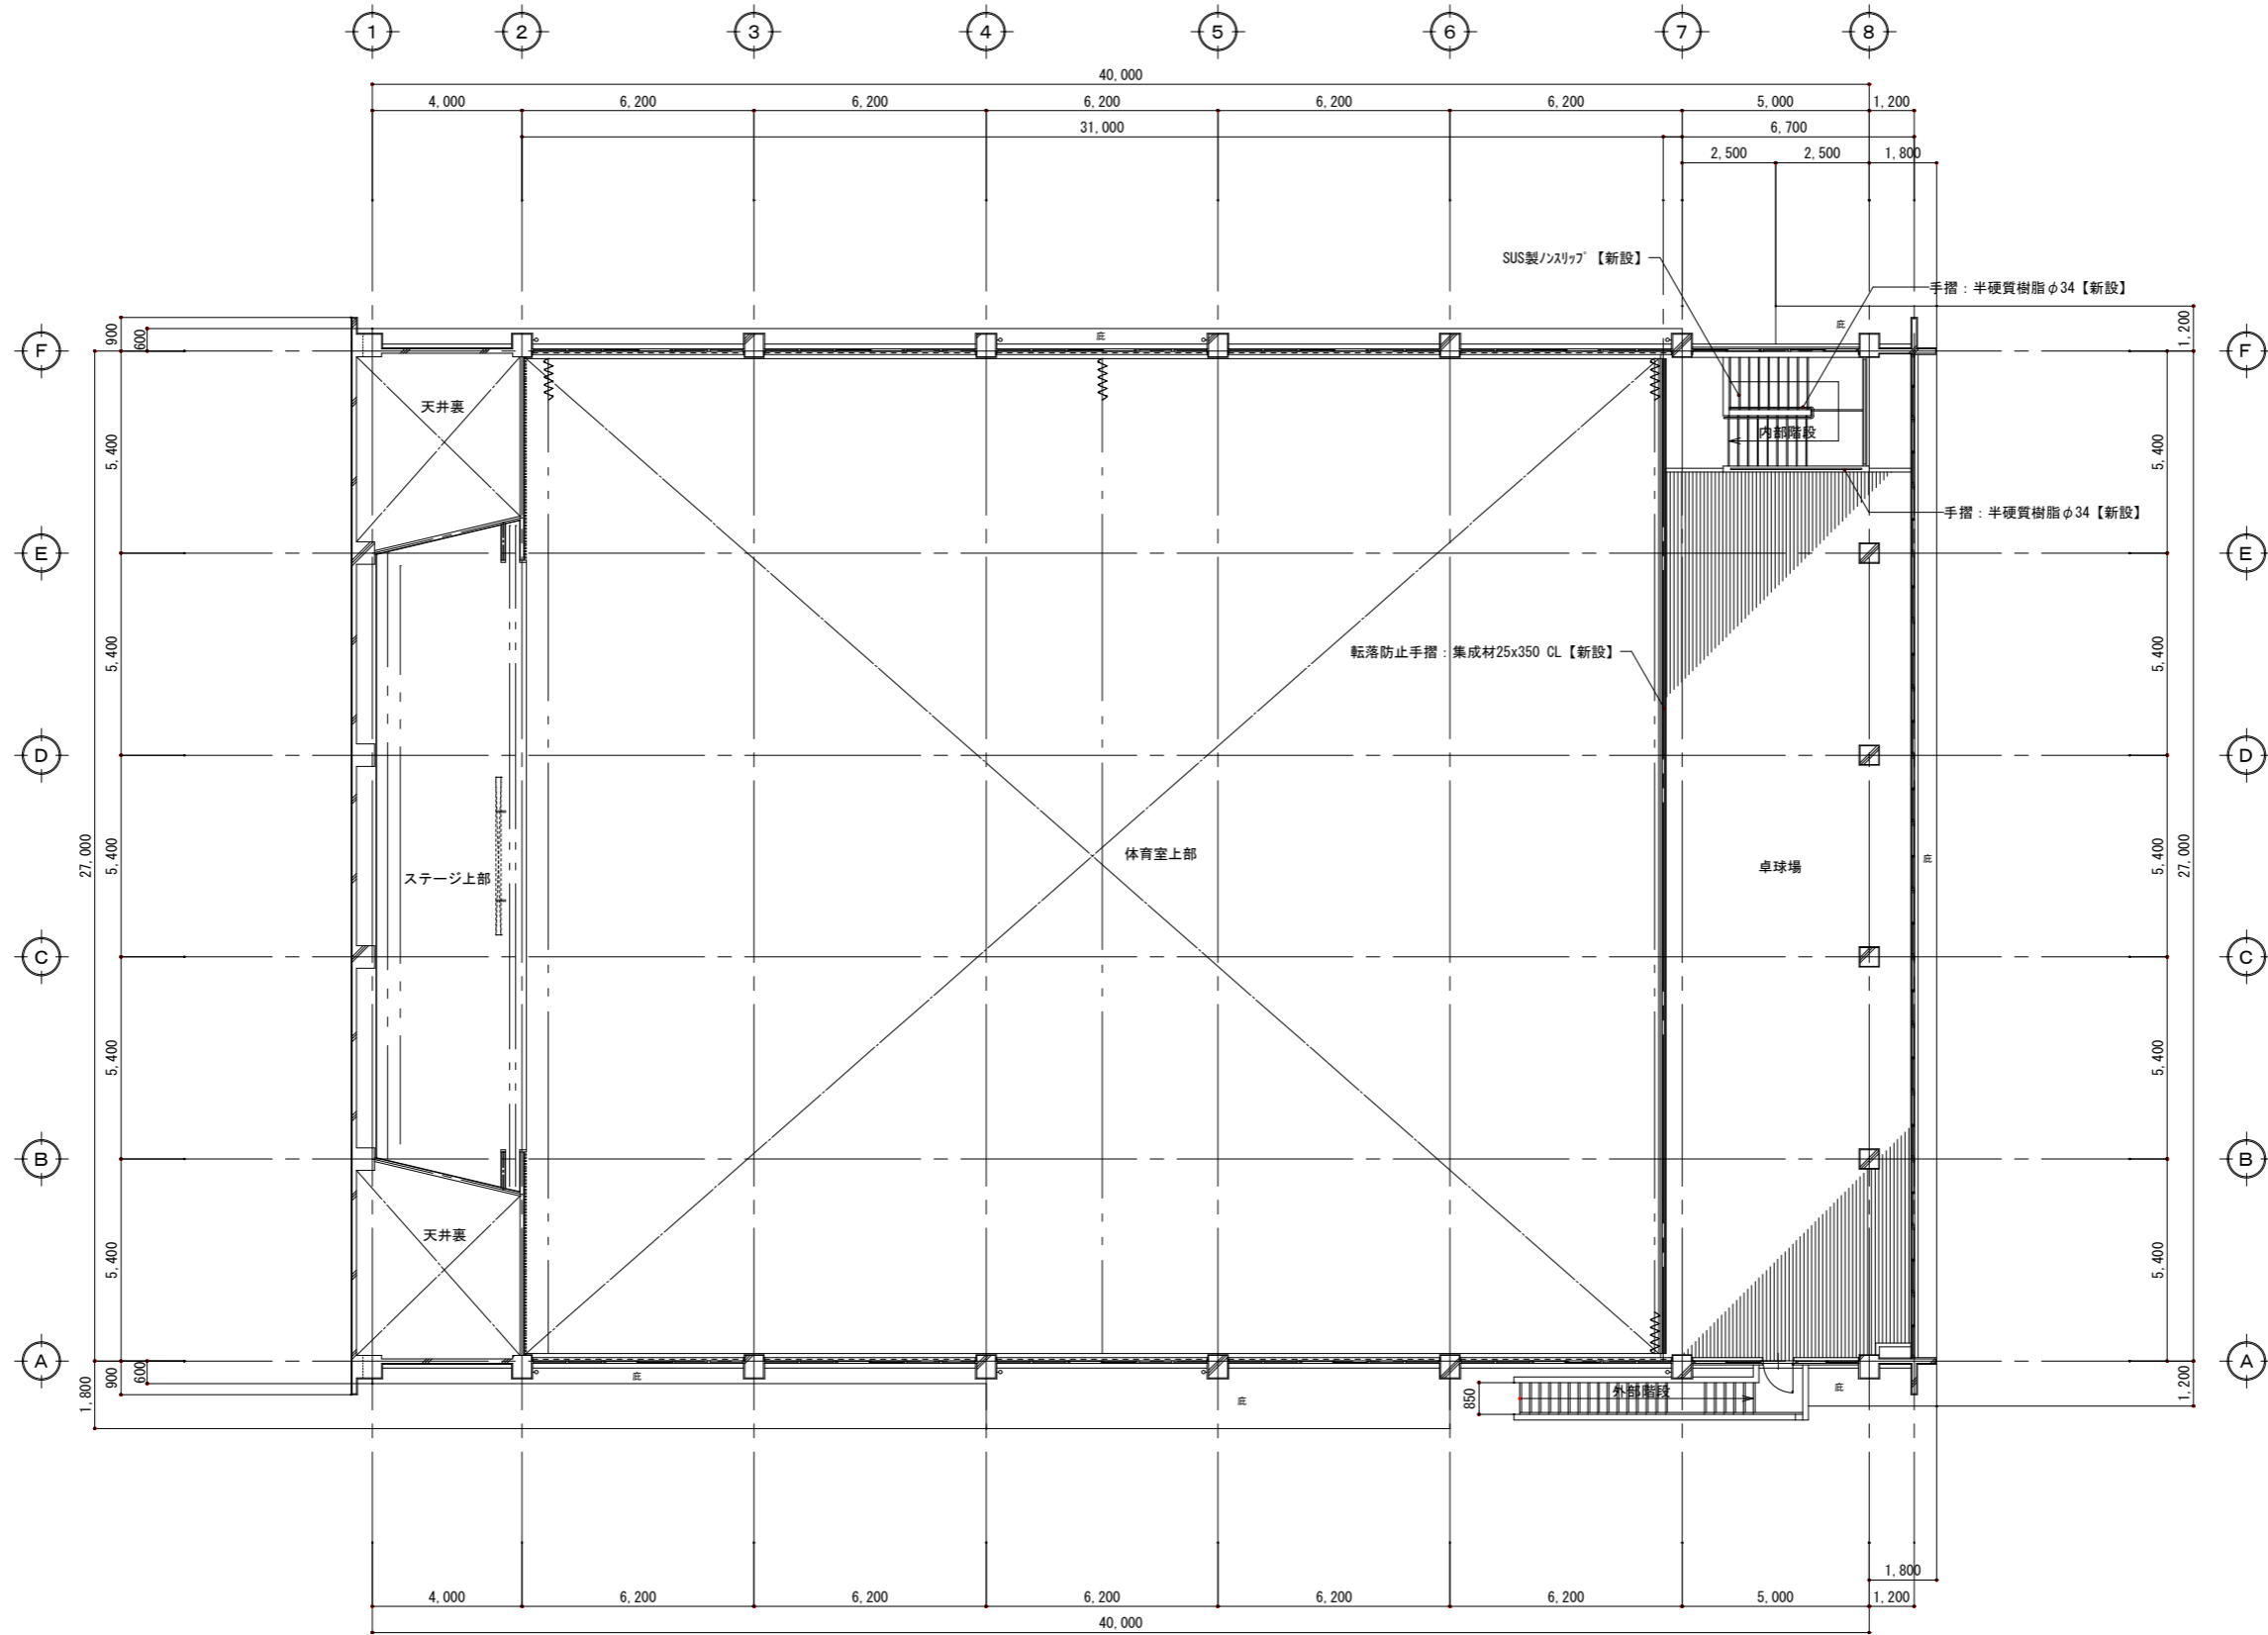 1 2 3 4 5 6 7 8
40,000
4,000 6,200 6,200 6,200 6,200 6,200 5,000 1,200
31,000 6,700
2,500 2,500 1,800
SUS製ﾉﾝｽﾘｯﾌﾟ【新設】
手摺：半硬質樹脂φ34【新設】
900 600 庇 庇 1,200
F F
天井裏
5,400 内部階段 5,400
手摺：半硬質樹脂φ34【新設】
E E
5,400 転落防止手摺：集成材25x350 CL【新設】 5,400
D D
27,000 5,400 ステージ上部 体育室上部 卓球場 庇 5,400 27,000
C C
5,400 5,400
B B
天井裏
5,400 5,400
A A
1,800 900 600 庇 庇 850 外部階段 庇 1,200
1,800
4,000 6,200 6,200 6,200 6,200 6,200 5,000 1,200
40,000